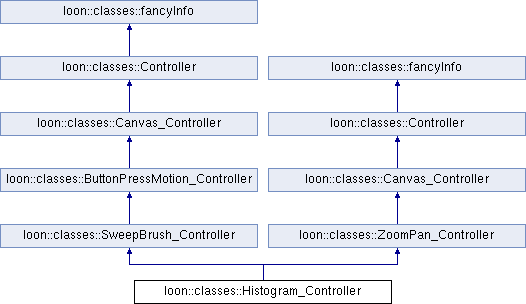 loon::classes::fancyInfo
loon::classes::Controller
loon::classes::fancyInfo
loon::classes::Canvas_Controller
loon::classes::Controller
loon::classes::ButtonPressMotion_Controller
loon::classes::Canvas_Controller
loon::classes::SweepBrush_Controller
loon::classes::ZoomPan_Controller
loon::classes::Histogram_Controller